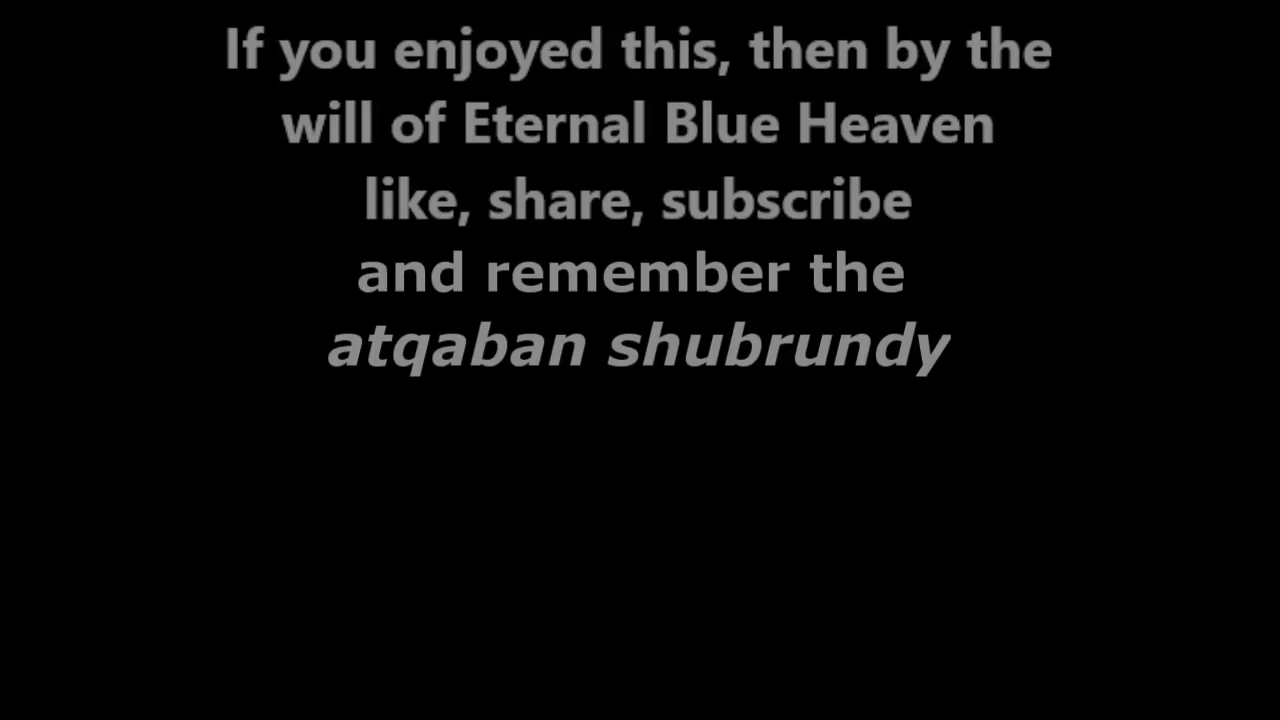 If you enjoyed this, then by the
will of Eternal Blue Heaven
like, share, subscribe
and remember the
atqaban shubrundy